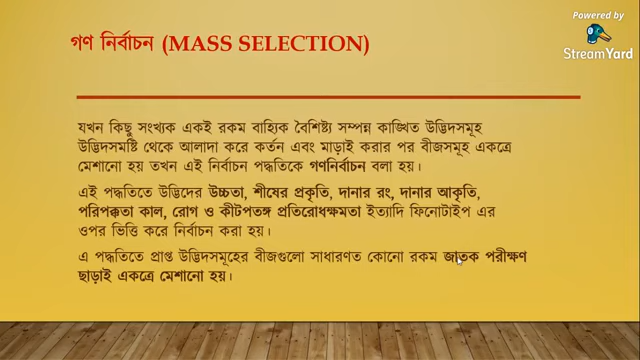 Powered by
StreamYard
গণ নির্বাচন (MASS SELECTION)
যখন কিছু সংখ্যক একই রকম বাহ্যিক বৈশিষ্ট্য সম্পন্ন কাঙ্খিত উদ্ভিদসমূহ
উদ্ভিদসমষ্টি থেকে আলাদা করে কর্তন এবং মাড়াই করার পর বীজসমূহ একত্রে
মেশানো হয় তখন এই নির্বাচন পদ্ধতিকে গণনির্বাচন বলা হয়।
এই পদ্ধতিতে উদ্ভিদের উচ্চতা, শীষের প্রকৃতি, দানার রং, দানার আকৃতি,
পরিপক্কতা কাল, রোগ ও কীটপতঙ্গ প্রতিরোধক্ষমতা ইত্যাদি ফিনোটাইপ এর
ওপর ভিত্তি করে নির্বাচন করা হয়।
এ পদ্ধতিতে প্রাপ্ত উদ্ভিদসমূহের বীজগুলো সাধারণত কোনো রকম জাতক পরীক্ষণ
ছাড়াই একত্রে মেশানো হয়।